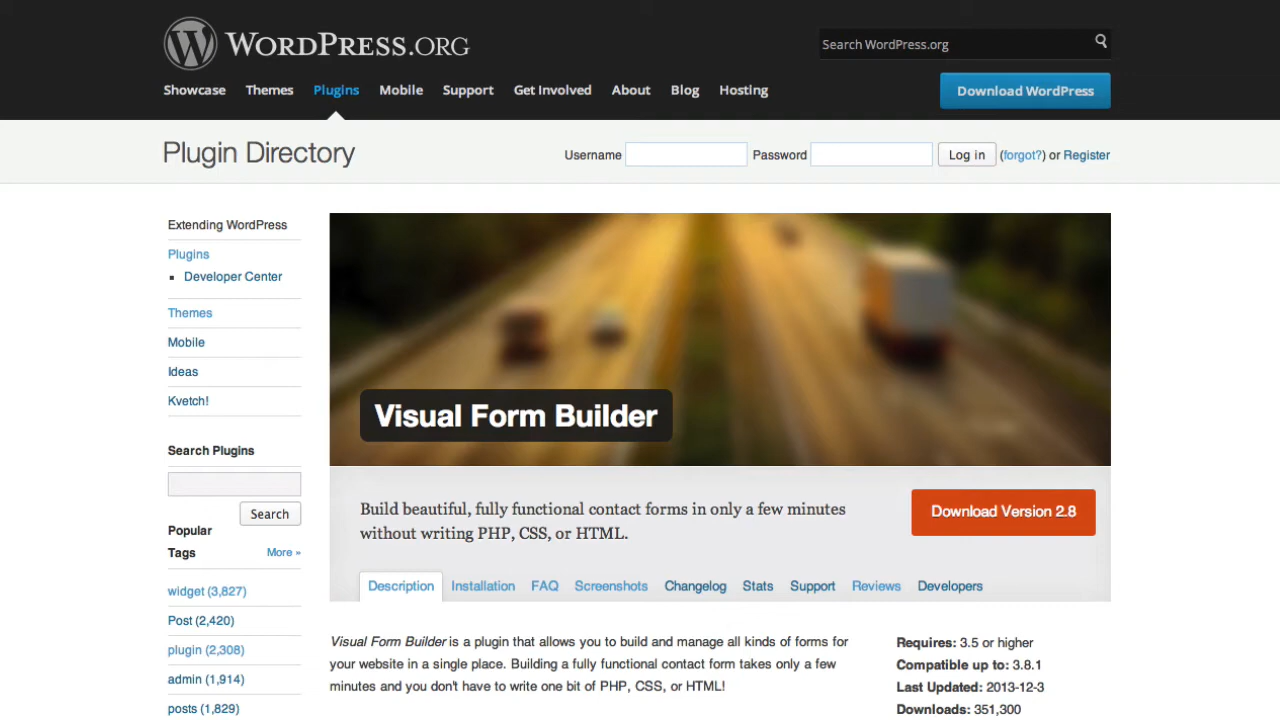 WORDPRESS.ORG
Search WordPress.org
Showcase Themes Plugins Mobile Support Get Involved About Blog Hosting
Download WordPress
Plugin Directory
Username Password Log in (forgot?) or Register
Extending WordPress
Plugins
Developer Center
Themes
Mobile
Ideas
Kvetch!
Search Plugins
Search
Popular
Tags More »
widget (3,827)
Post (2,420)
plugin (2,308)
admin (1,914)
posts (1,829)
Visual Form Builder
Build beautiful, fully functional contact forms in only a few minutes
without writing PHP, CSS, or HTML.
Download Version 2.8
Description Installation FAQ Screenshots Changelog Stats Support Reviews Developers
Visual Form Builder is a plugin that allows you to build and manage all kinds of forms for
your website in a single place. Building a fully functional contact form takes only a few
minutes and you don't have to write one bit of PHP, CSS, or HTML!
Requires: 3.5 or higher
Compatible up to: 3.8.1
Last Updated: 2013-12-3
Downloads: 351,300